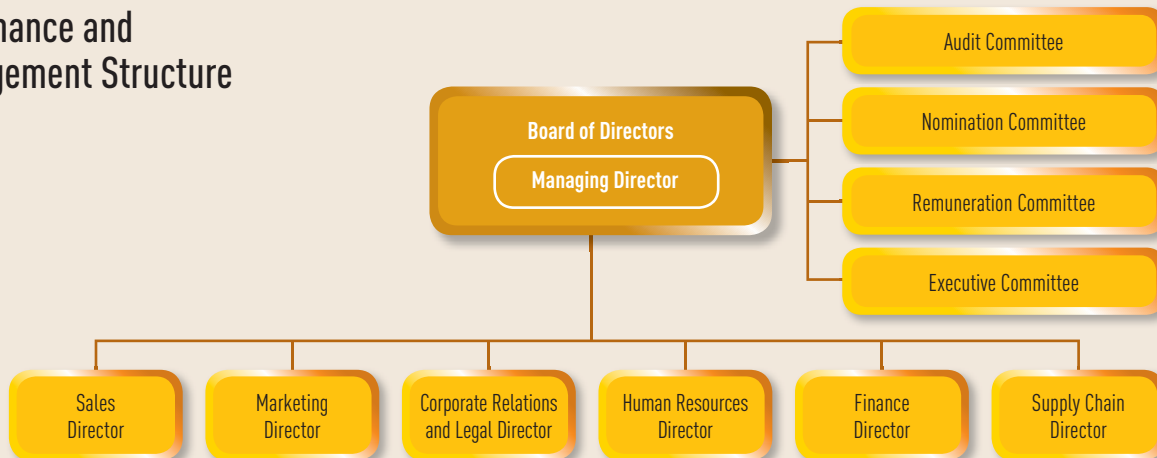 nance and
gement Structure
Board of Directors
Managing Director
Audit Committee
Nomination Committee
Remuneration Committee
Executive Committee
Sales
Director
Marketing
Director
Corporate Relations
and Legal Director
Human Resources
Director
Finance
Director
Supply Chain
Director